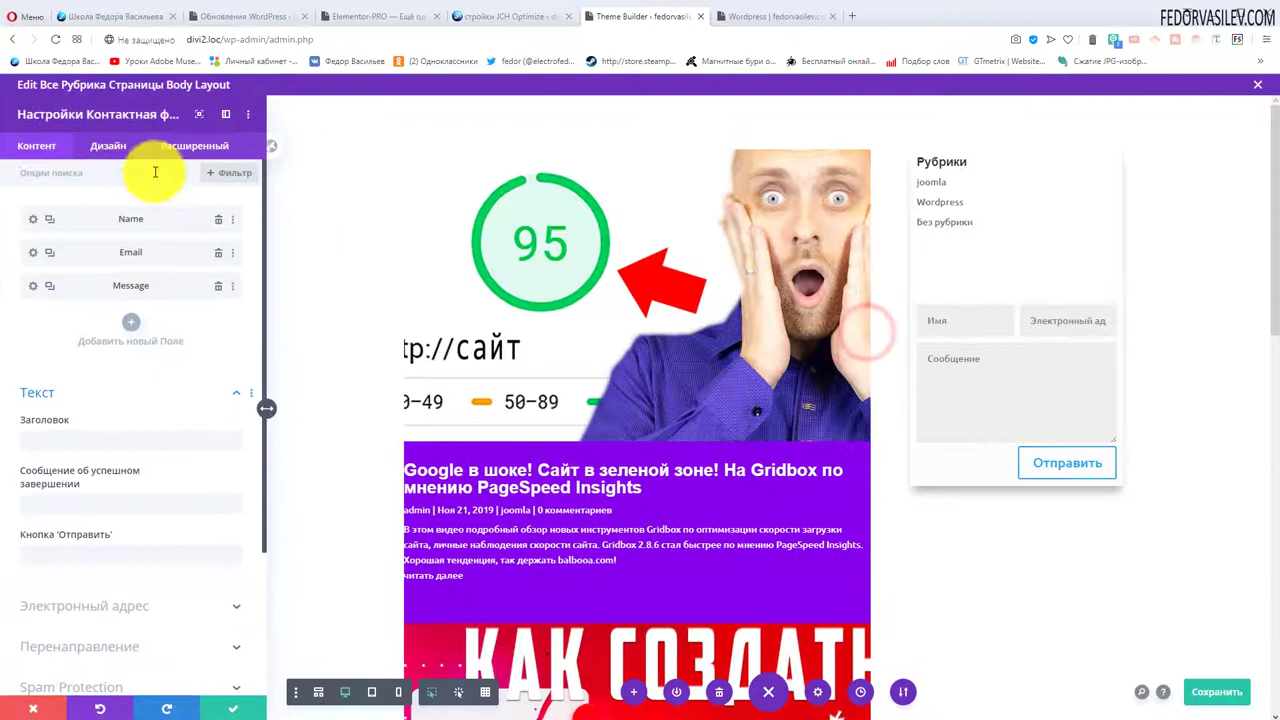 Меню
Школа Федора Васильева
Обновления WordPress
Elementor-PRO — Ещё од
стройки JCH Optimize
Theme Builder - fedorvasilev
Wordpress | fedorvasilev.cc
FEDORVASILEV.COM
Не защищено
divi2.loc/wp-admin/admin.php
Школа Федора Васи...
Уроки Adobe Muse...
Личный кабинет -...
Федор Васильев
Одноклассники
fedor (@electrofed...
http://store.steamp...
Магнитные бури о...
Бесплатный онлай...
Подбор слов
GTmetrix | Website...
Сжатие JPG-изобр...
Edit Все Рубрика Страницы Body Layout
Настройки Контактная ф...
Контент
Дизайн
Расширенный
Опции поиска
Фильтр
Name
Email
Message
Добавить новый Поле
Текст
Заголовок
Сообщение об успешном
завершении
Кнопка 'Отправить'
Электронный адрес
Перенаправление
Spam Protection
95
tp://сайт
0–49
50–89
Google в шоке! Сайт в зеленой зоне! На Gridbox по
мнению PageSpeed Insights
admin | Ноя 21, 2019 | joomla | 0 комментариев
В этом видео подробный обзор новых инструментов Gridbox по оптимизации скорости загрузки
сайта, личные наблюдения скорости сайта. Gridbox 2.8.6 стал быстрее по мнению PageSpeed Insights.
Хорошая тенденция, так держать balbooa.com!
читать далее
КАК СОЗДАТЬ
Рубрики
joomla
Wordpress
Без рубрики
Имя
Электронный ад
Сообщение
Отправить
Сохранить